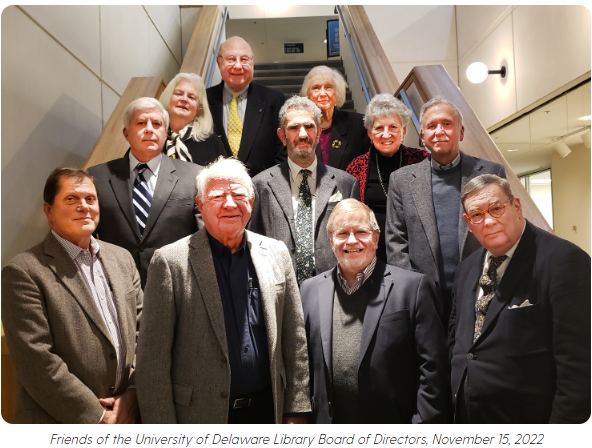 Friends of the University of Delaware Library Board of Directors, November 15, 2022